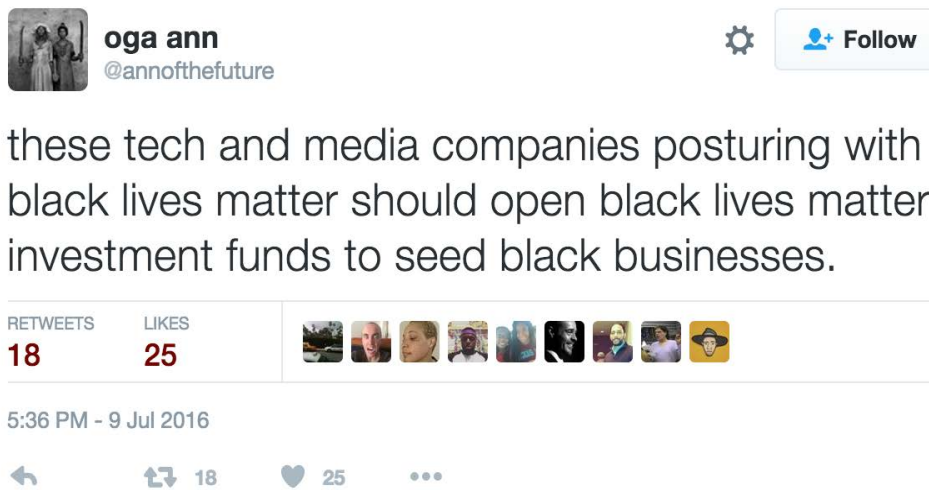 oga ann
@annofthefuture
Follow
these tech and media companies posturing with
black lives matter should open black lives matter
investment funds to seed black businesses.
RETWEETS LIKES
18 25
5:36 PM - 9 Jul 2016
18 25